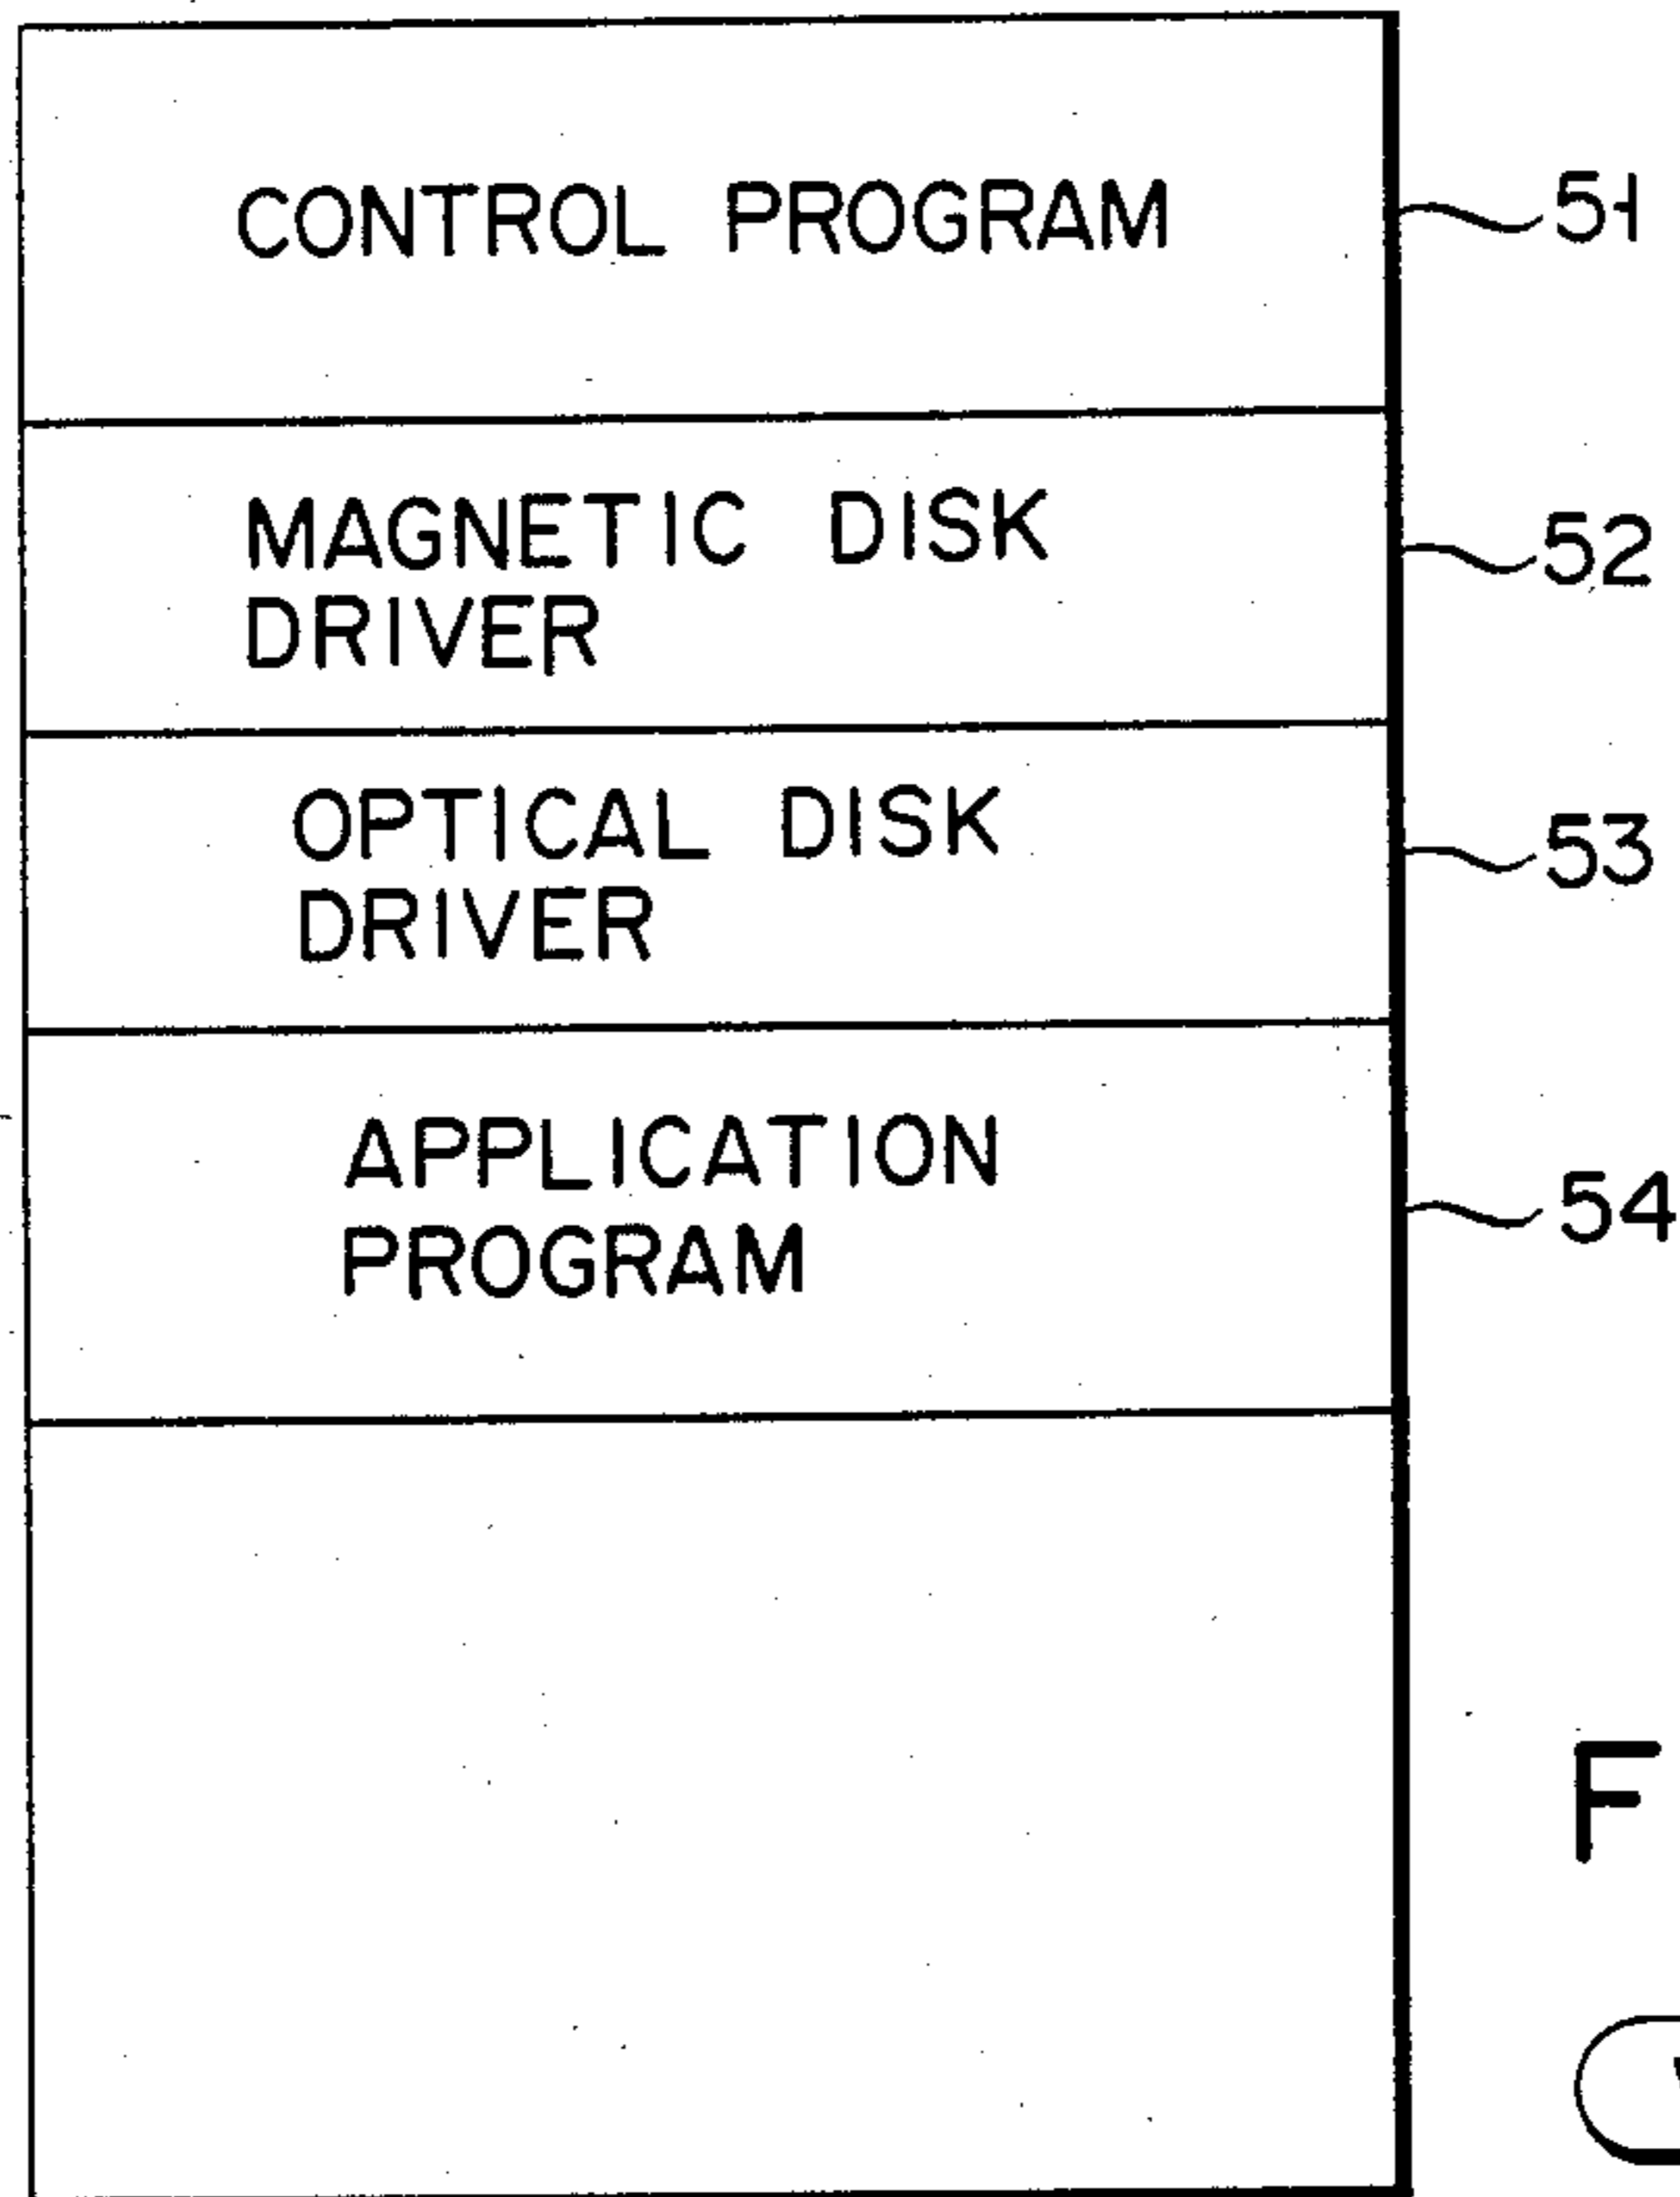 CONTROL PROGRAM 51
MAGNETIC DISK 52
DRIVER
OPTICAL DISK 53
DRIVER
APPLICATION 54
PROGRAM
F